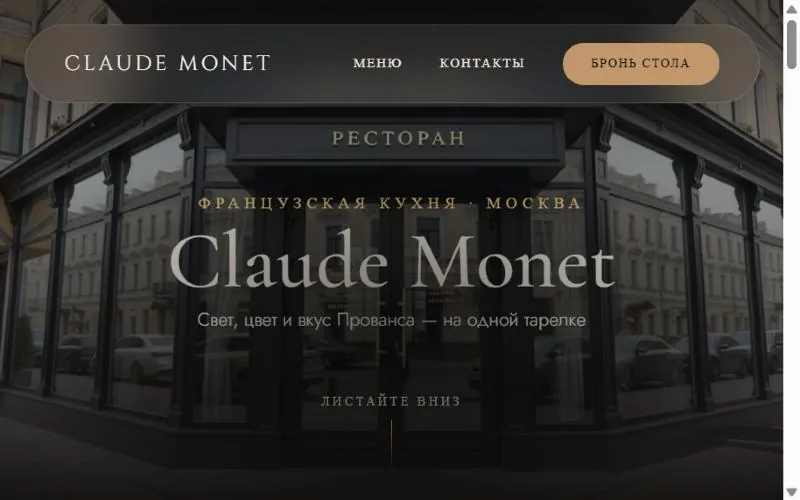 CLAUDE MONET
МЕНЮ
КОНТАКТЫ
БРОНЬ СТОЛА
РЕСТОРАН
ФРАНЦУЗСКАЯ КУХНЯ · МОСКВА
Claude Monet
Свет, цвет и вкус Прованса — на одной тарелке
ЛИСТАЙТЕ ВНИЗ